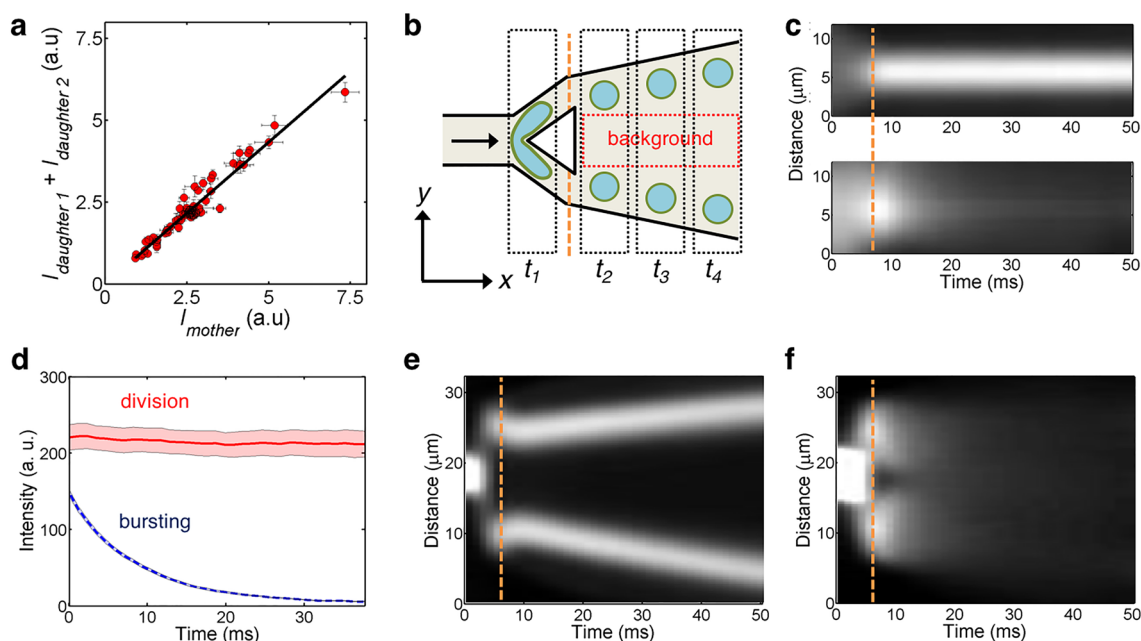 a
I_daughter 1 + I_daughter 2 (a.u)
7.5
5
2.5
0
0
2.5
5
7.5
I_mother (a.u)
b
background
y
x
t1
t2
t3
t4
c
Distance (μm)
10
5
0
10
5
0
0
10
20
30
40
50
Time (ms)
d
Intensity (a. u.)
300
200
100
0
division
bursting
0
10
20
30
Time (ms)
e
Distance (μm)
30
20
10
0
0
10
20
30
40
50
Time (ms)
f
Distance (μm)
30
20
10
0
0
10
20
30
40
50
Time (ms)